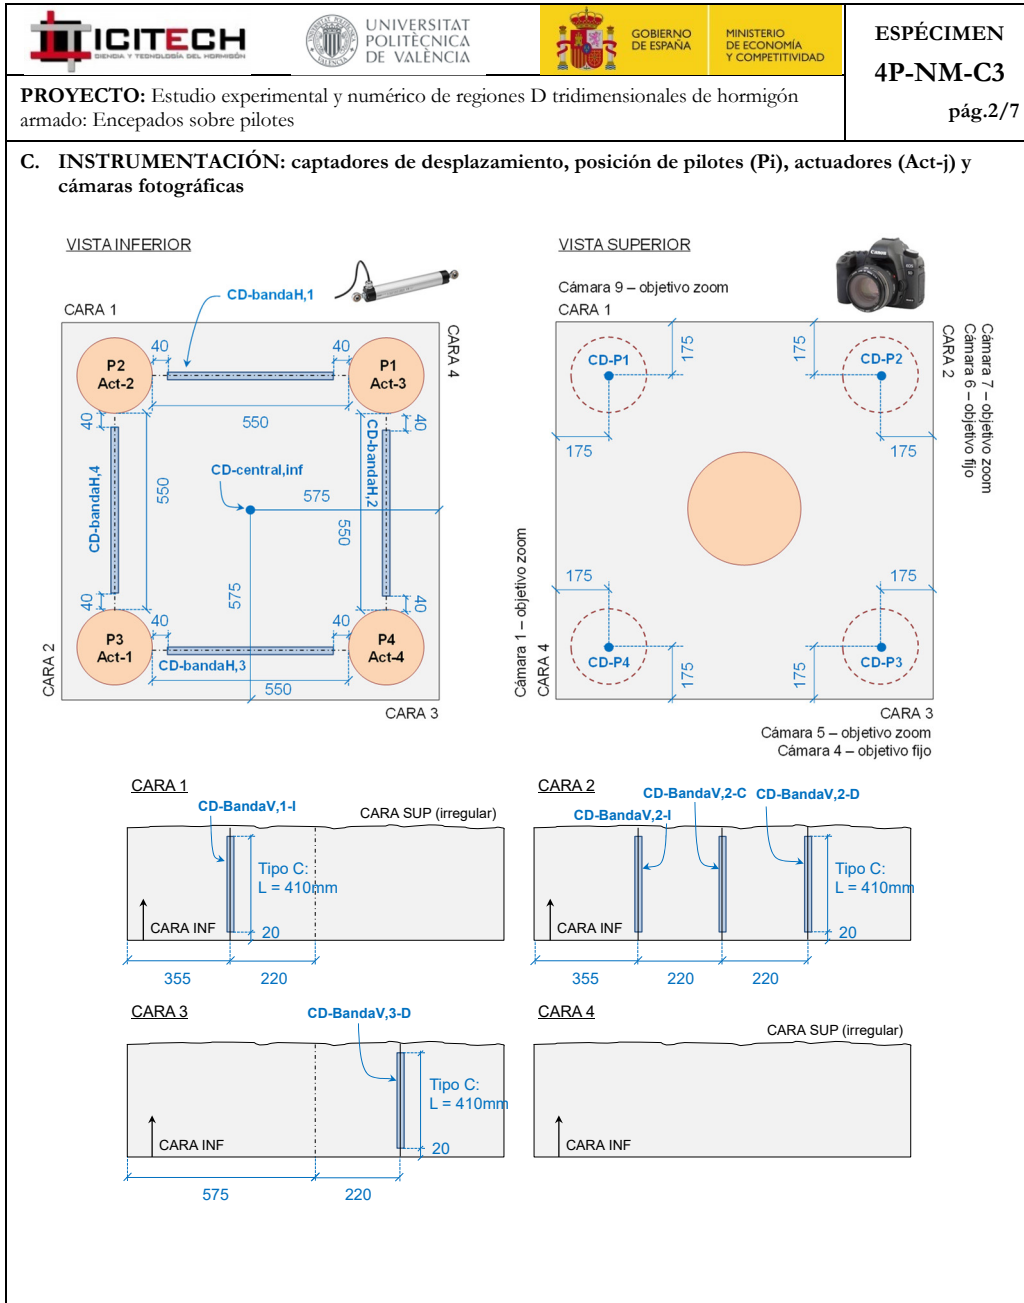 ICITECH
CIENCIA Y TECNOLOGÍA DEL HORMIGÓN
UNIVERSITAT
POLITÈCNICA
DE VALÈNCIA
GOBIERNO
DE ESPAÑA
MINISTERIO
DE ECONOMÍA
Y COMPETITIVIDAD
ESPÉCIMEN
4P-NM-C3
pág.2/7
PROYECTO: Estudio experimental y numérico de regiones D tridimensionales de hormigón
armado: Encepados sobre pilotes
C. INSTRUMENTACIÓN: captadores de desplazamiento, posición de pilotes (Pi), actuadores (Act-j) y
cámaras fotográficas
VISTA INFERIOR
CD-bandaH,1
CARA 1
CARA 4
P2
Act-2
40
40
P1
Act-3
550
40
40
CD-bandaH,4
550
CD-central,inf
575
CD-bandaH,2
550
575
40
40
P3
Act-1
40
40
P4
Act-4
CD-bandaH,3
550
CARA 2
CARA 3
VISTA SUPERIOR
Canon
Cámara 9 – objetivo zoom
CARA 1
CD-P1
175
175
CD-P2
175
175
CARA 2
Cámara 6 – objetivo fijo
Cámara 7 – objetivo zoom
Cámara 1 – objetivo zoom
CARA 4
175
175
CD-P4
175
175
CD-P3
CARA 3
Cámara 5 – objetivo zoom
Cámara 4 – objetivo fijo
CARA 1
CD-BandaV,1-I
CARA SUP (irregular)
Tipo C:
L = 410mm
CARA INF
20
355
220
CARA 2
CD-BandaV,2-C
CD-BandaV,2-D
CD-BandaV,2-I
Tipo C:
L = 410mm
CARA INF
20
355
220
220
CARA 3
CD-BandaV,3-D
Tipo C:
L = 410mm
CARA INF
20
575
220
CARA 4
CARA SUP (irregular)
CARA INF